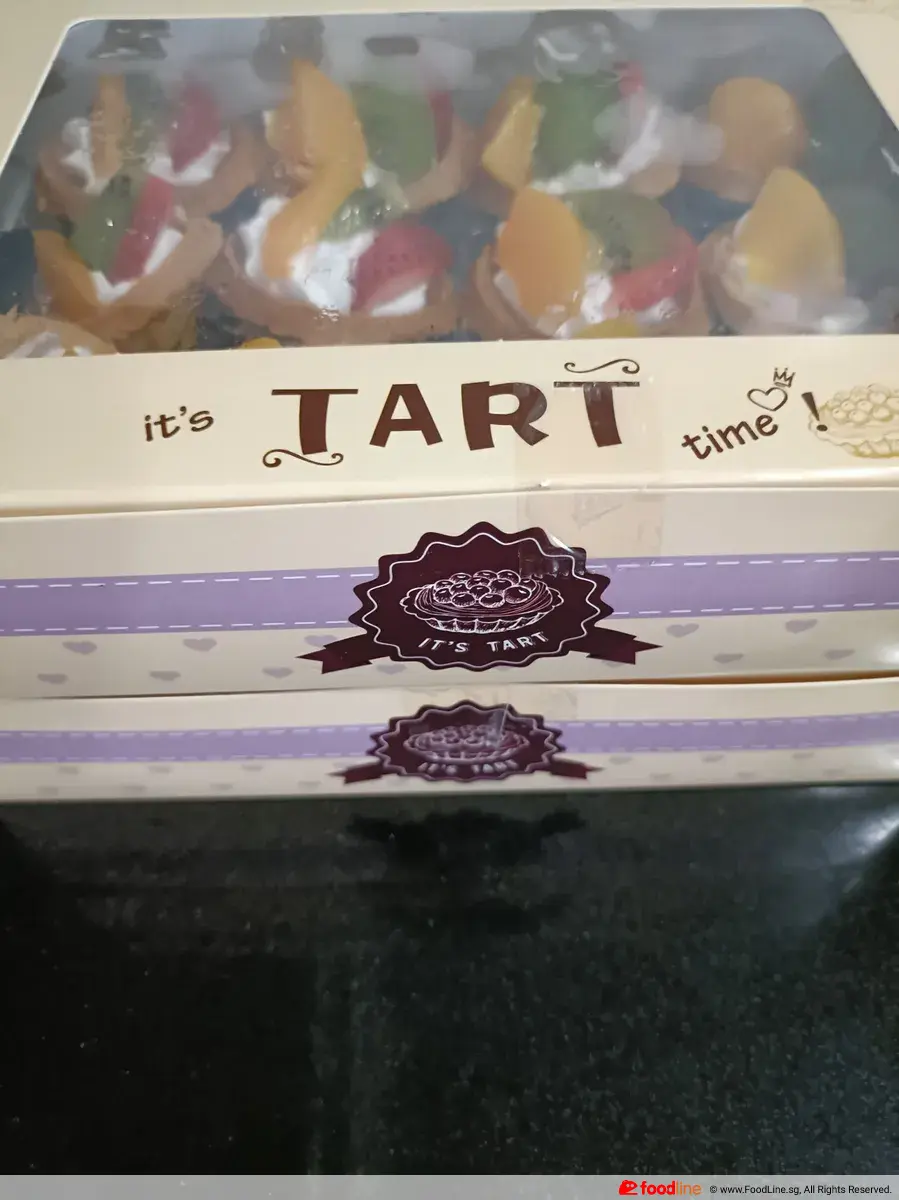 it's TART time!
IT'S TART
IT'S TART
foodline © www.FoodLine.sg, All Rights Reserved.